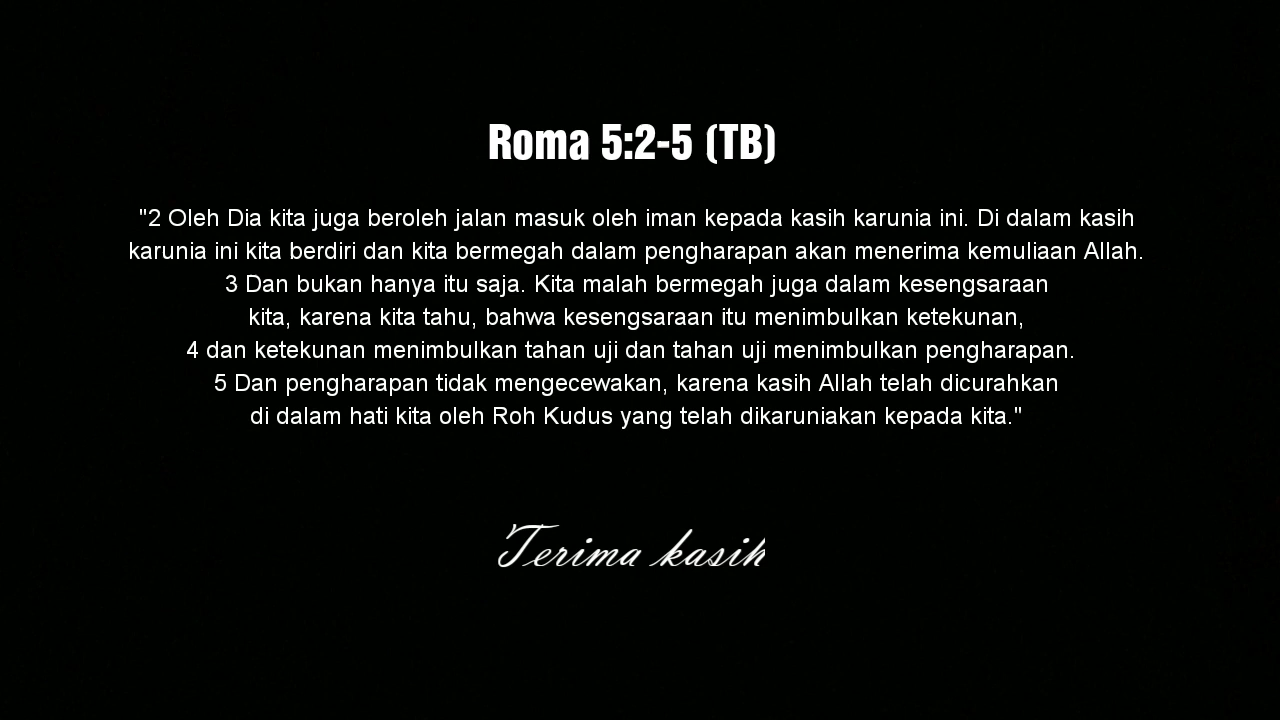 Roma 5:2-5 (TB)
"2 Oleh Dia kita juga beroleh jalan masuk oleh iman kepada kasih karunia ini. Di dalam kasih
karunia ini kita berdiri dan kita bermegah dalam pengharapan akan menerima kemuliaan Allah.
3 Dan bukan hanya itu saja. Kita malah bermegah juga dalam kesengsaraan
kita, karena kita tahu, bahwa kesengsaraan itu menimbulkan ketekunan,
4 dan ketekunan menimbulkan tahan uji dan tahan uji menimbulkan pengharapan.
5 Dan pengharapan tidak mengecewakan, karena kasih Allah telah dicurahkan
di dalam hati kita oleh Roh Kudus yang telah dikaruniakan kepada kita."
Terima kasih